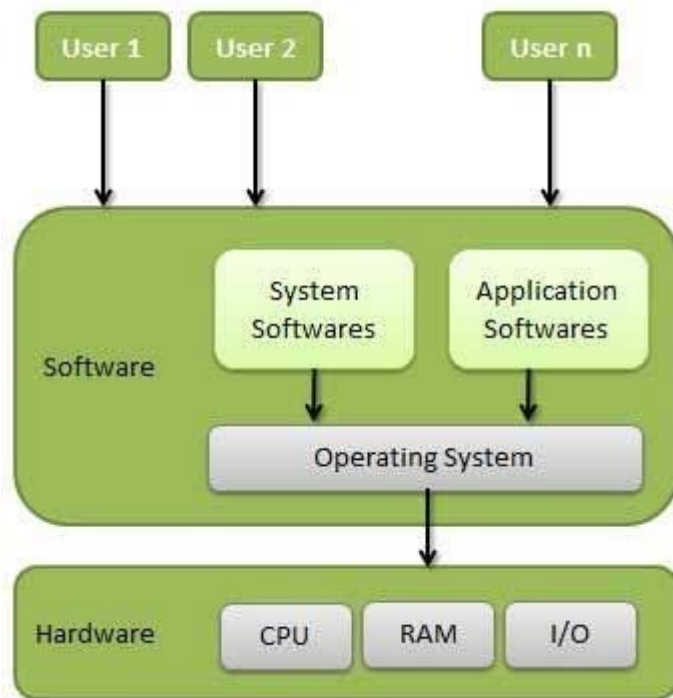 User 1
User 2
User n
System
Softwares
Application
Softwares
Software
Operating System
Hardware
CPU
RAM
I/O